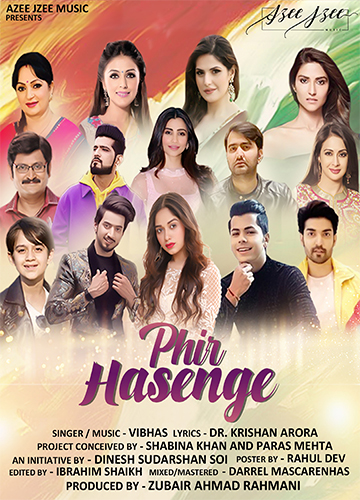 AZEE JZEE MUSIC
PRESENTS
Azee Jzee
MUSIC
Phir
Hasenge
SINGER / MUSIC - VIBHAS LYRICS - DR. KRISHAN ARORA
PROJECT CONCEIVED BY - SHABINA KHAN AND PARAS MEHTA
AN INITIATIVE BY - DINESH SUDARSHAN SOI POSTER BY - RAHUL DEV
EDITED BY - IBRAHIM SHAIKH MIXED/MASTERED - DARREL MASCARENHAS
PRODUCED BY - ZUBAIR AHMAD RAHMANI